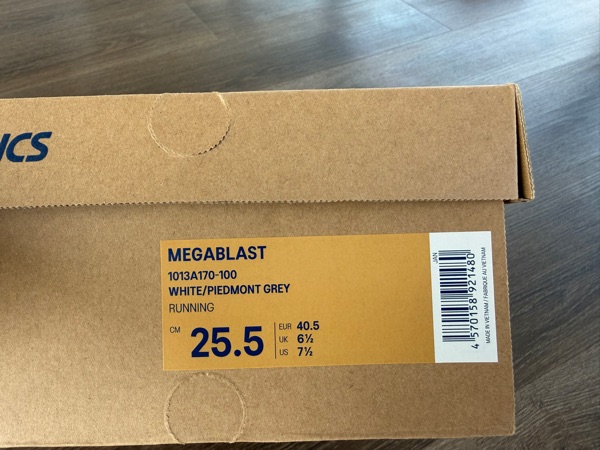 ICS
MEGABLAST
1013A170-100
WHITE/PIEDMONT GREY
RUNNING
CM 25.5
EUR 40.5
UK 6½
US 7½
JAN
4 570158 921480
MADE IN VIETNAM / FABRIQUE AU VIETNAM